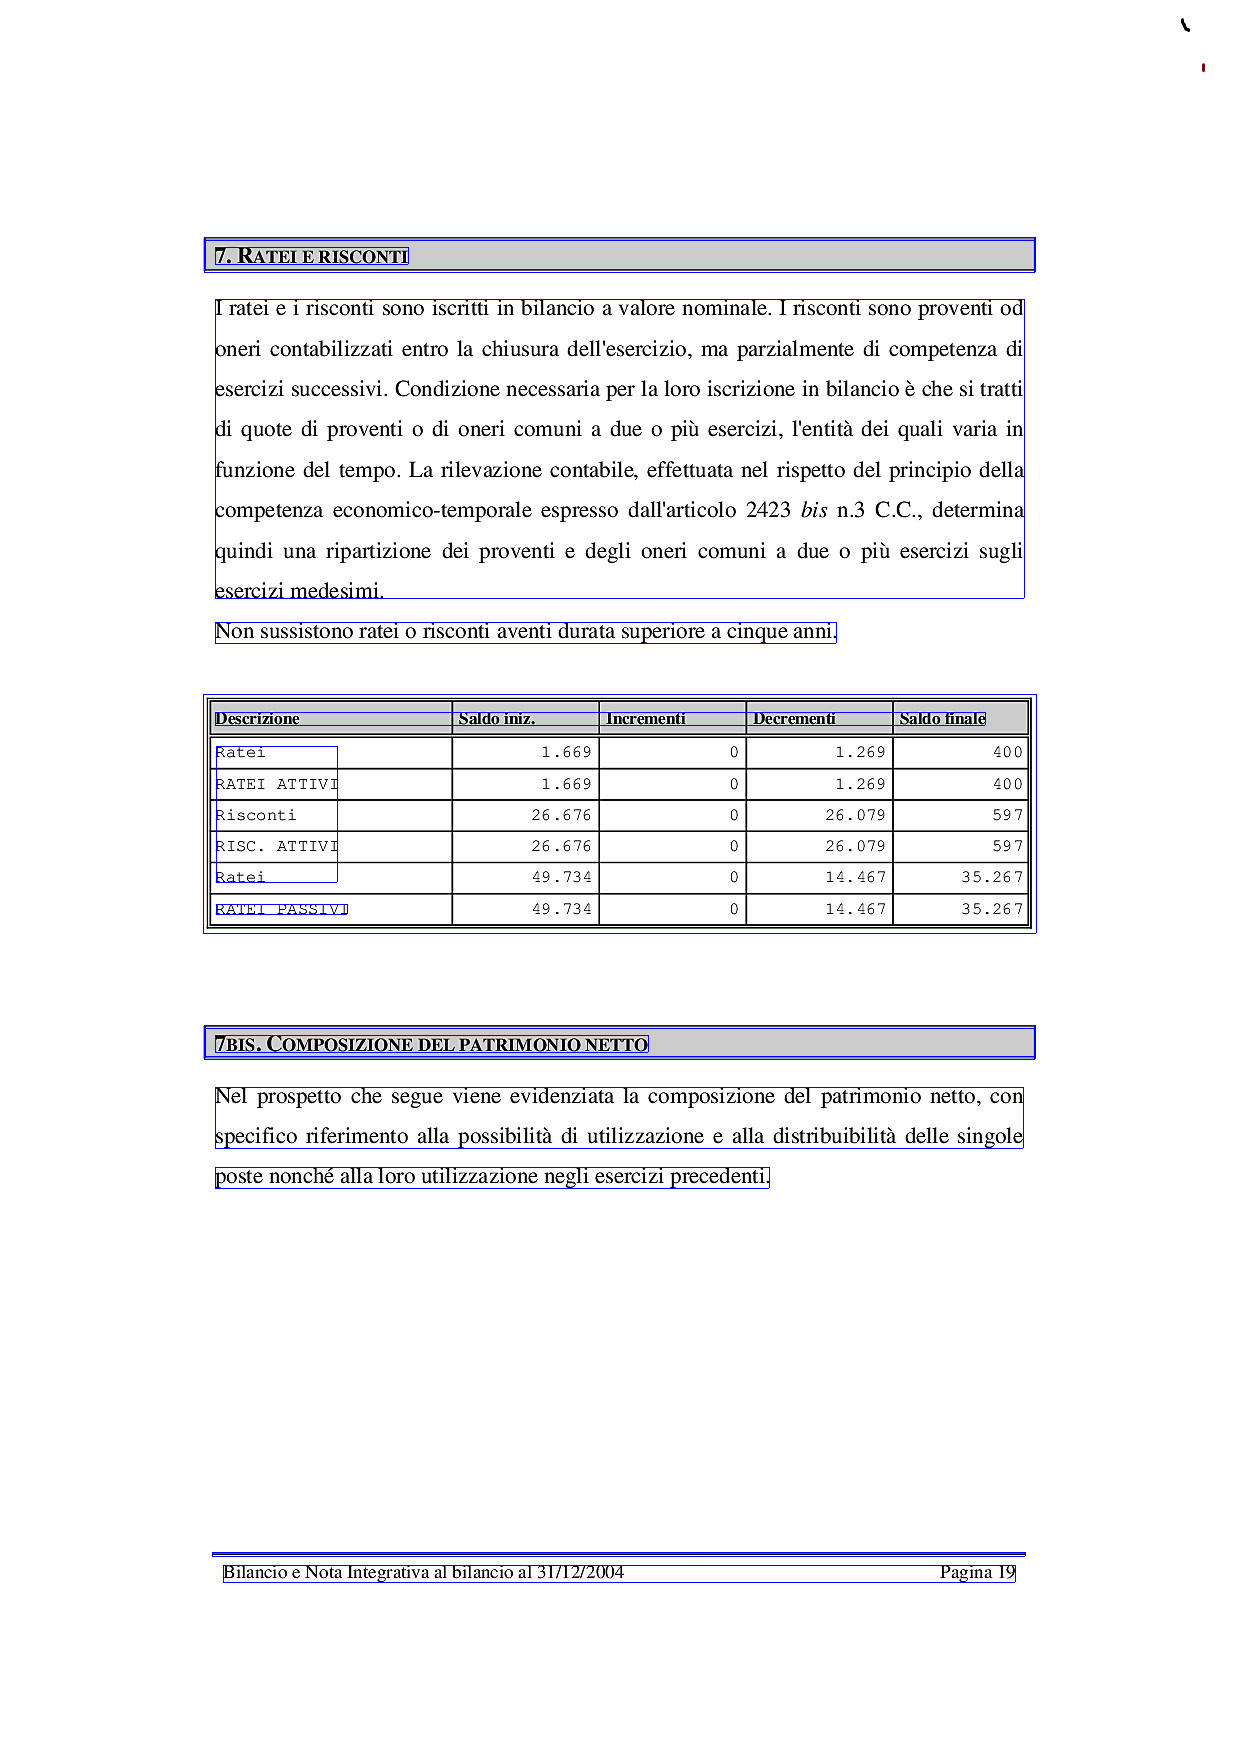 7. RATEI E RISCONTI
I ratei e i risconti sono iscritti in bilancio a valore nominale. I risconti sono proventi od
oneri contabilizzati entro la chiusura dell'esercizio, ma parzialmente di competenza di
esercizi successivi. Condizione necessaria per la loro iscrizione in bilancio è che si tratti
di quote di proventi o di oneri comuni a due o più esercizi, l'entità dei quali varia in
funzione del tempo. La rilevazione contabile, effettuata nel rispetto del principio della
competenza economico-temporale espresso dall'articolo 2423 bis n.3 C.C., determina
quindi una ripartizione dei proventi e degli oneri comuni a due o più esercizi sugli
esercizi medesimi.
Non sussistono ratei o risconti aventi durata superiore a cinque anni.
Descrizione Saldo iniz. Incrementi Decrementi Saldo finale
Ratei 1.669 0 1.269 400
RATEI ATTIVI 1.669 0 1.269 400
Risconti 26.676 0 26.079 597
RISC. ATTIVI 26.676 0 26.079 597
Ratei 49.734 0 14.467 35.267
RATEI PASSIVI 49.734 0 14.467 35.267
7BIS. COMPOSIZIONE DEL PATRIMONIO NETTO
Nel prospetto che segue viene evidenziata la composizione del patrimonio netto, con
specifico riferimento alla possibilità di utilizzazione e alla distribuibilità delle singole
poste nonché alla loro utilizzazione negli esercizi precedenti.
Bilancio e Nota Integrativa al bilancio al 31/12/2004 Pagina 19